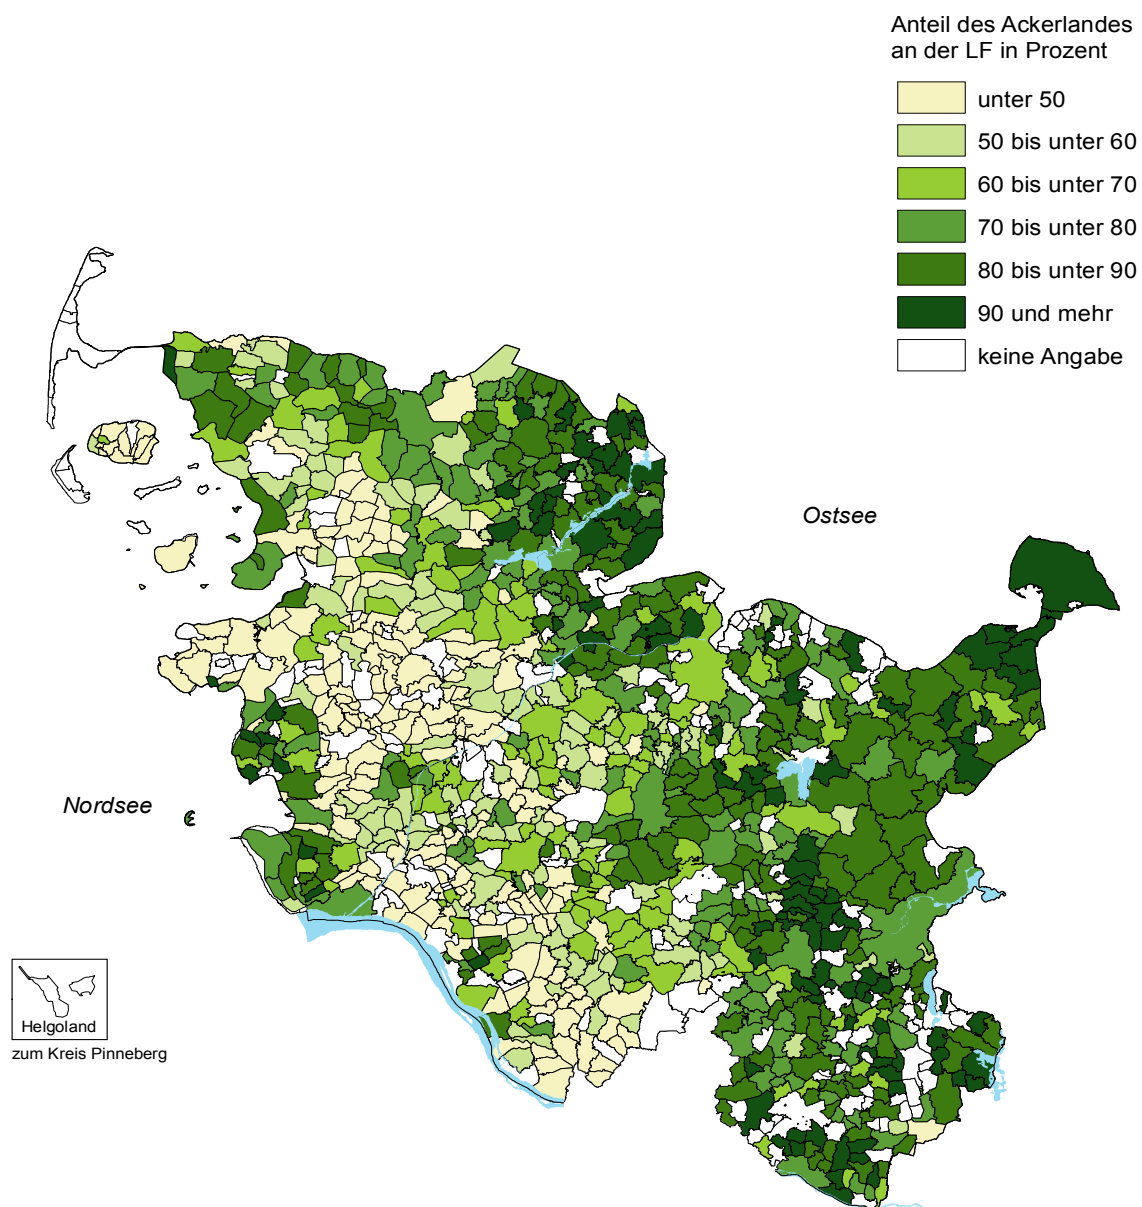 Anteil des Ackerlandes
an der LF in Prozent
unter 50
50 bis unter 60
60 bis unter 70
70 bis unter 80
80 bis unter 90
90 und mehr
keine Angabe
Ostsee
Nordsee
Helgoland
zum Kreis Pinneberg